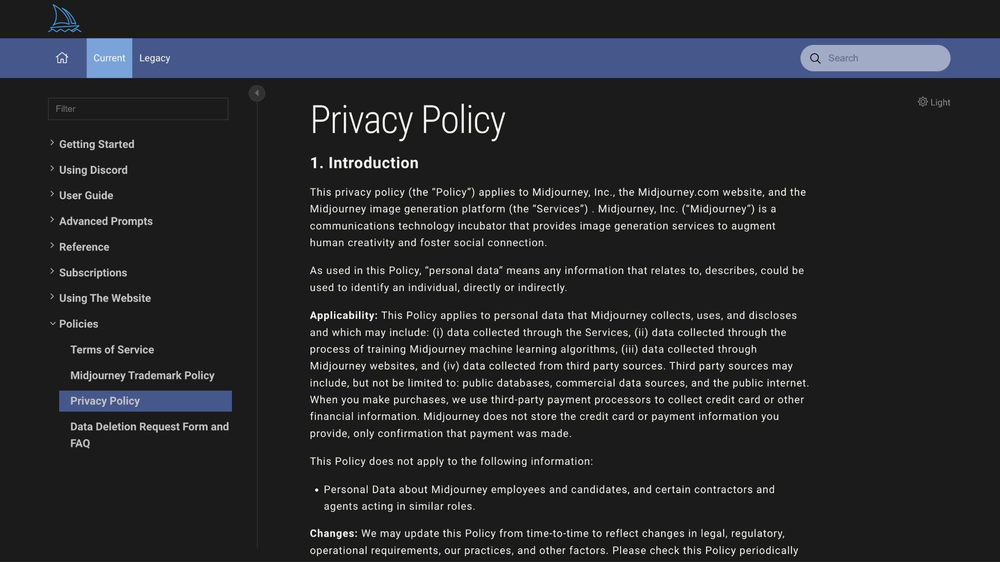 Current
Legacy
Search
Filter
Getting Started
Using Discord
User Guide
Advanced Prompts
Reference
Subscriptions
Using The Website
Policies
Terms of Service
Midjourney Trademark Policy
Privacy Policy
Data Deletion Request Form and
FAQ
Light
Privacy Policy
1. Introduction
This privacy policy (the “Policy”) applies to Midjourney, Inc., the Midjourney.com website, and the
Midjourney image generation platform (the “Services”) . Midjourney, Inc. (“Midjourney”) is a
communications technology incubator that provides image generation services to augment
human creativity and foster social connection.
As used in this Policy, “personal data” means any information that relates to, describes, could be
used to identify an individual, directly or indirectly.
Applicability: This Policy applies to personal data that Midjourney collects, uses, and discloses
and which may include: (i) data collected through the Services, (ii) data collected through the
process of training Midjourney machine learning algorithms, (iii) data collected through
Midjourney websites, and (iv) data collected from third party sources. Third party sources may
include, but not be limited to: public databases, commercial data sources, and the public internet.
When you make purchases, we use third-party payment processors to collect credit card or other
financial information. Midjourney does not store the credit card or payment information you
provide, only confirmation that payment was made.
This Policy does not apply to the following information:
• Personal Data about Midjourney employees and candidates, and certain contractors and
agents acting in similar roles.
Changes: We may update this Policy from time-to-time to reflect changes in legal, regulatory,
operational requirements, our practices, and other factors. Please check this Policy periodically